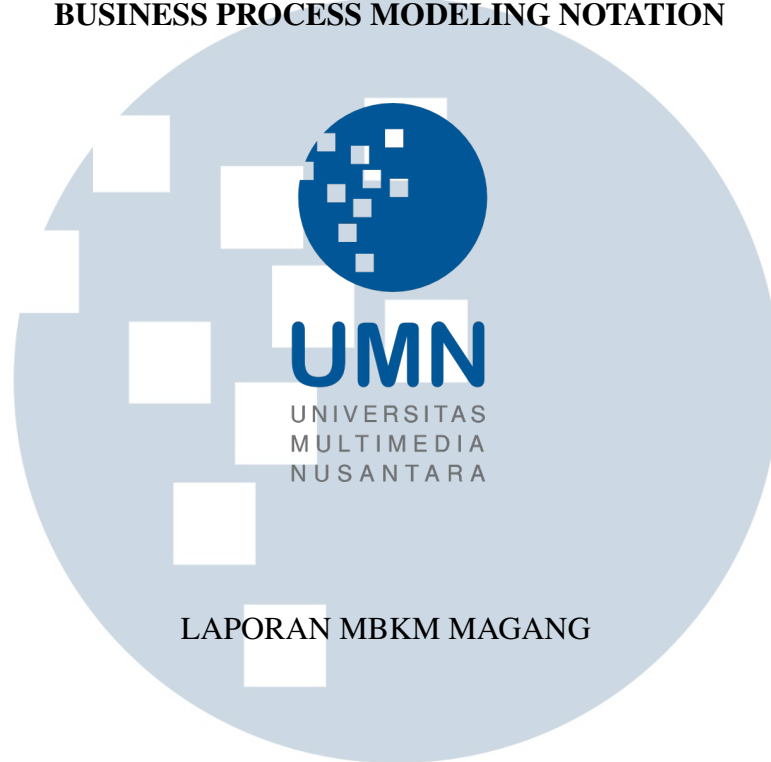 BUSINESS PROCESS MODELING NOTATION
UMN
UNIVERSITAS
MULTIMEDIA
NUSANTARA
LAPORAN MBKM MAGANG